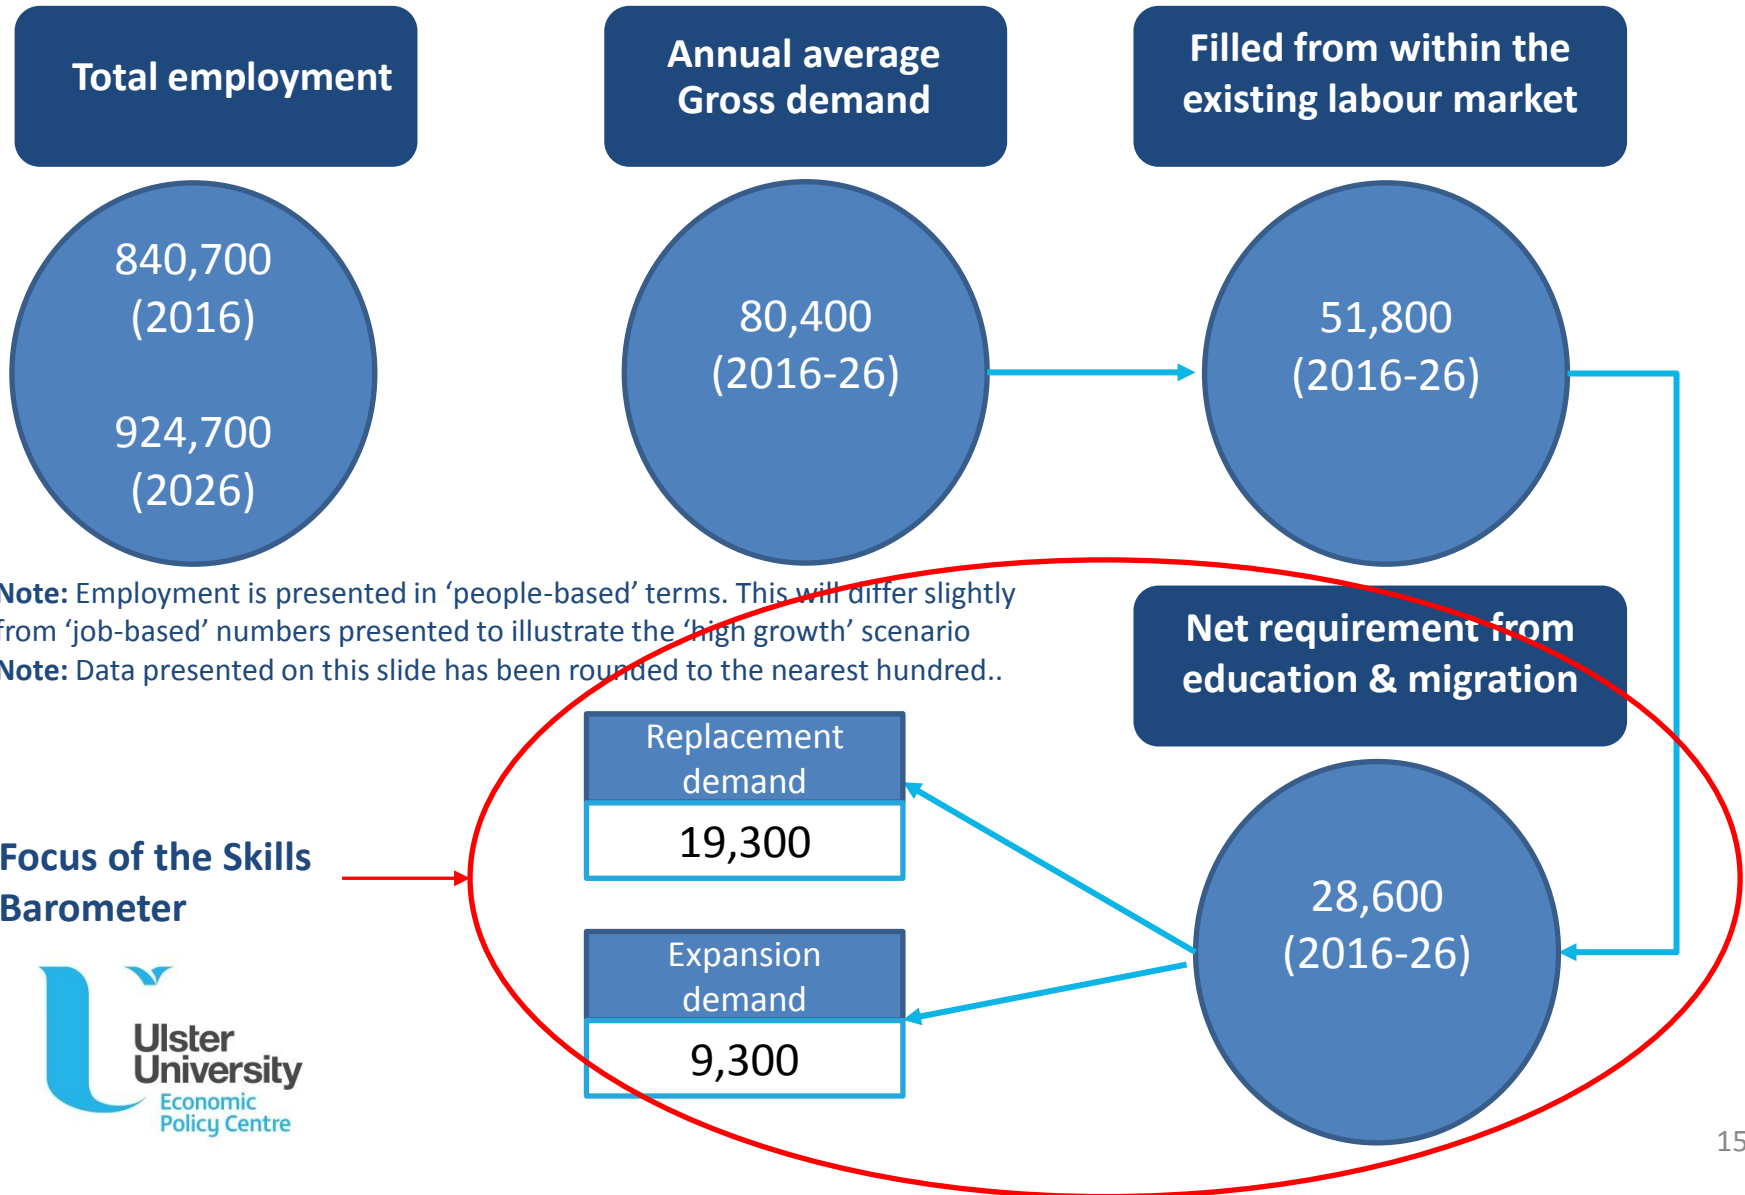 Total employment
Annual average
Gross demand
Filled from within the
existing labour market
840,700
(2016)
924,700
(2026)
80,400
(2016-26)
51,800
(2016-26)
Note: Employment is presented in ‘people-based’ terms. This will differ slightly
from ‘job-based’ numbers presented to illustrate the ‘high growth’ scenario
Note: Data presented on this slide has been rounded to the nearest hundred..
Net requirement from
education & migration
Replacement
demand
19,300
Focus of the Skills
Barometer
28,600
(2016-26)
Expansion
demand
9,300
Ulster
University
Economic
Policy Centre
15